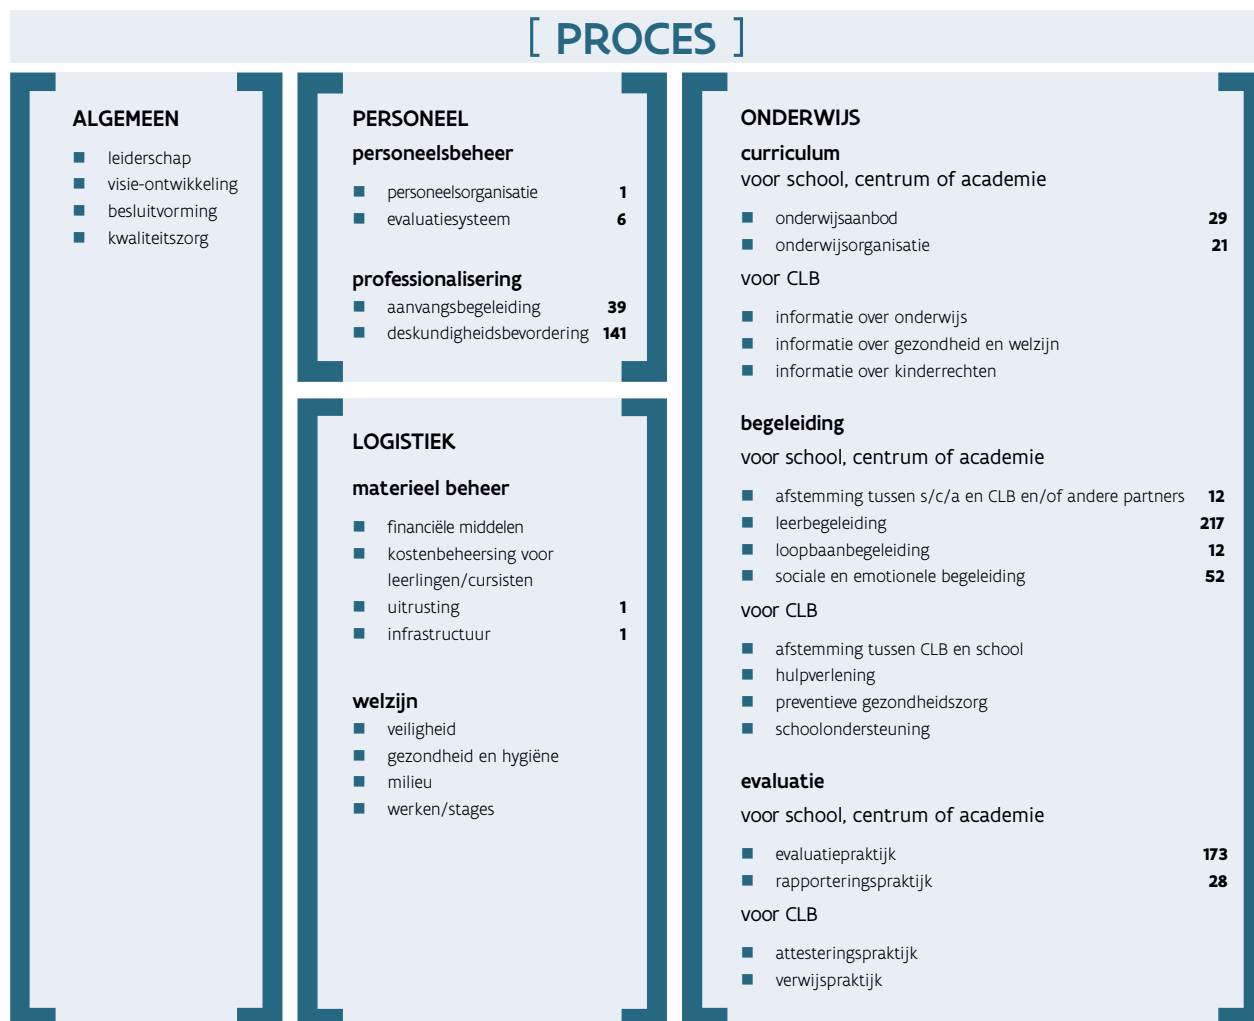 [ PROCES ]
ALGEMEEN
leiderschap
visie-ontwikkeling
besluitvorming
kwaliteitszorg
PERSONEEL
personeelsbeheer
personeelsorganisatie 1
evaluatiesysteem 6
professionalisering
aanvangsbegeleiding 39
deskundigheidsbevordering 141
LOGISTIEK
materieel beheer
financiële middelen
kostenbeheersing voor
leerlingen/cursisten
uitrusting 1
infrastructuur 1
welzijn
veiligheid
gezondheid en hygiëne
milieu
werken/stages
ONDERWIJS
curriculum
voor school, centrum of academie
onderwijsaanbod 29
onderwijsorganisatie 21
voor CLB
informatie over onderwijs
informatie over gezondheid en welzijn
informatie over kinderrechten
begeleiding
voor school, centrum of academie
afstemming tussen s/c/a en CLB en/of andere partners 12
leerbegeleiding 217
loopbaanbegeleiding 12
sociale en emotionele begeleiding 52
voor CLB
afstemming tussen CLB en school
hulpverlening
preventieve gezondheidszorg
schoolondersteuning
evaluatie
voor school, centrum of academie
evaluatiepraktijk 173
rapporteringspraktijk 28
voor CLB
attesteringspraktijk
verwijspraktijk